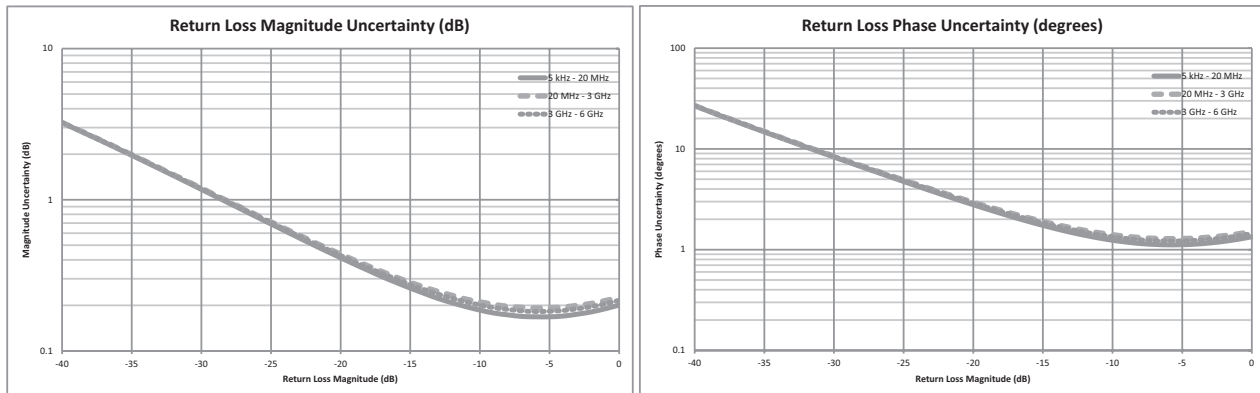 Return Loss Magnitude Uncertainty (dB)
10
1
0.1
Magnitude Uncertainty (dB)
5 kHz - 20 MHz
20 MHz - 3 GHz
3 GHz - 6 GHz
-40 -35 -30 -25 -20 -15 -10 -5 0
Return Loss Magnitude (dB)
Return Loss Phase Uncertainty (degrees)
100
10
1
0.1
Phase Uncertainty (degrees)
5 kHz - 20 MHz
20 MHz - 3 GHz
3 GHz - 6 GHz
-40 -35 -30 -25 -20 -15 -10 -5 0
Return Loss Magnitude (dB)